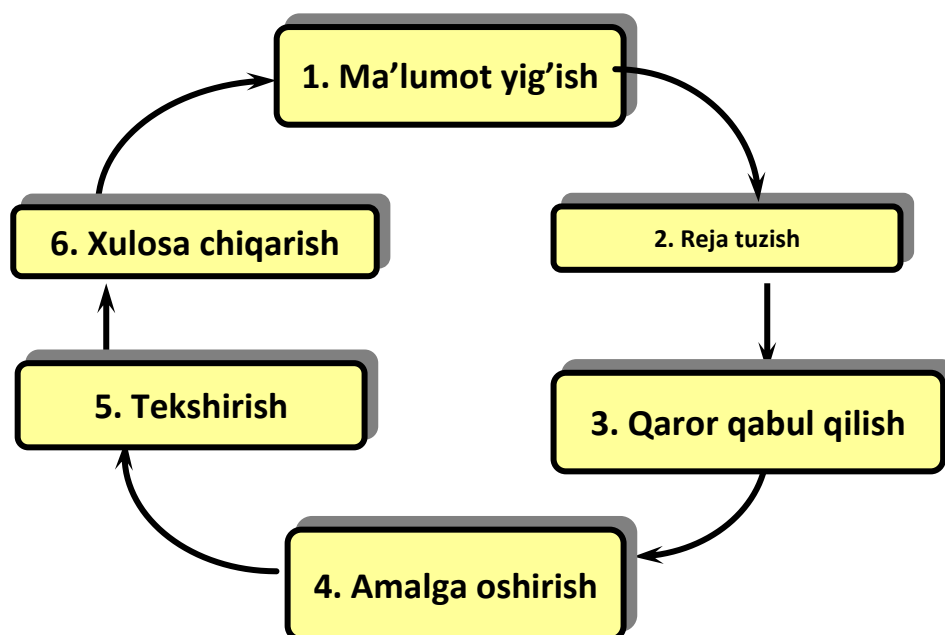 1. Ma’lumot yig’ish
2. Reja tuzish
3. Qaror qabul qilish
4. Amalga oshirish
5. Tekshirish
6. Xulosa chiqarish